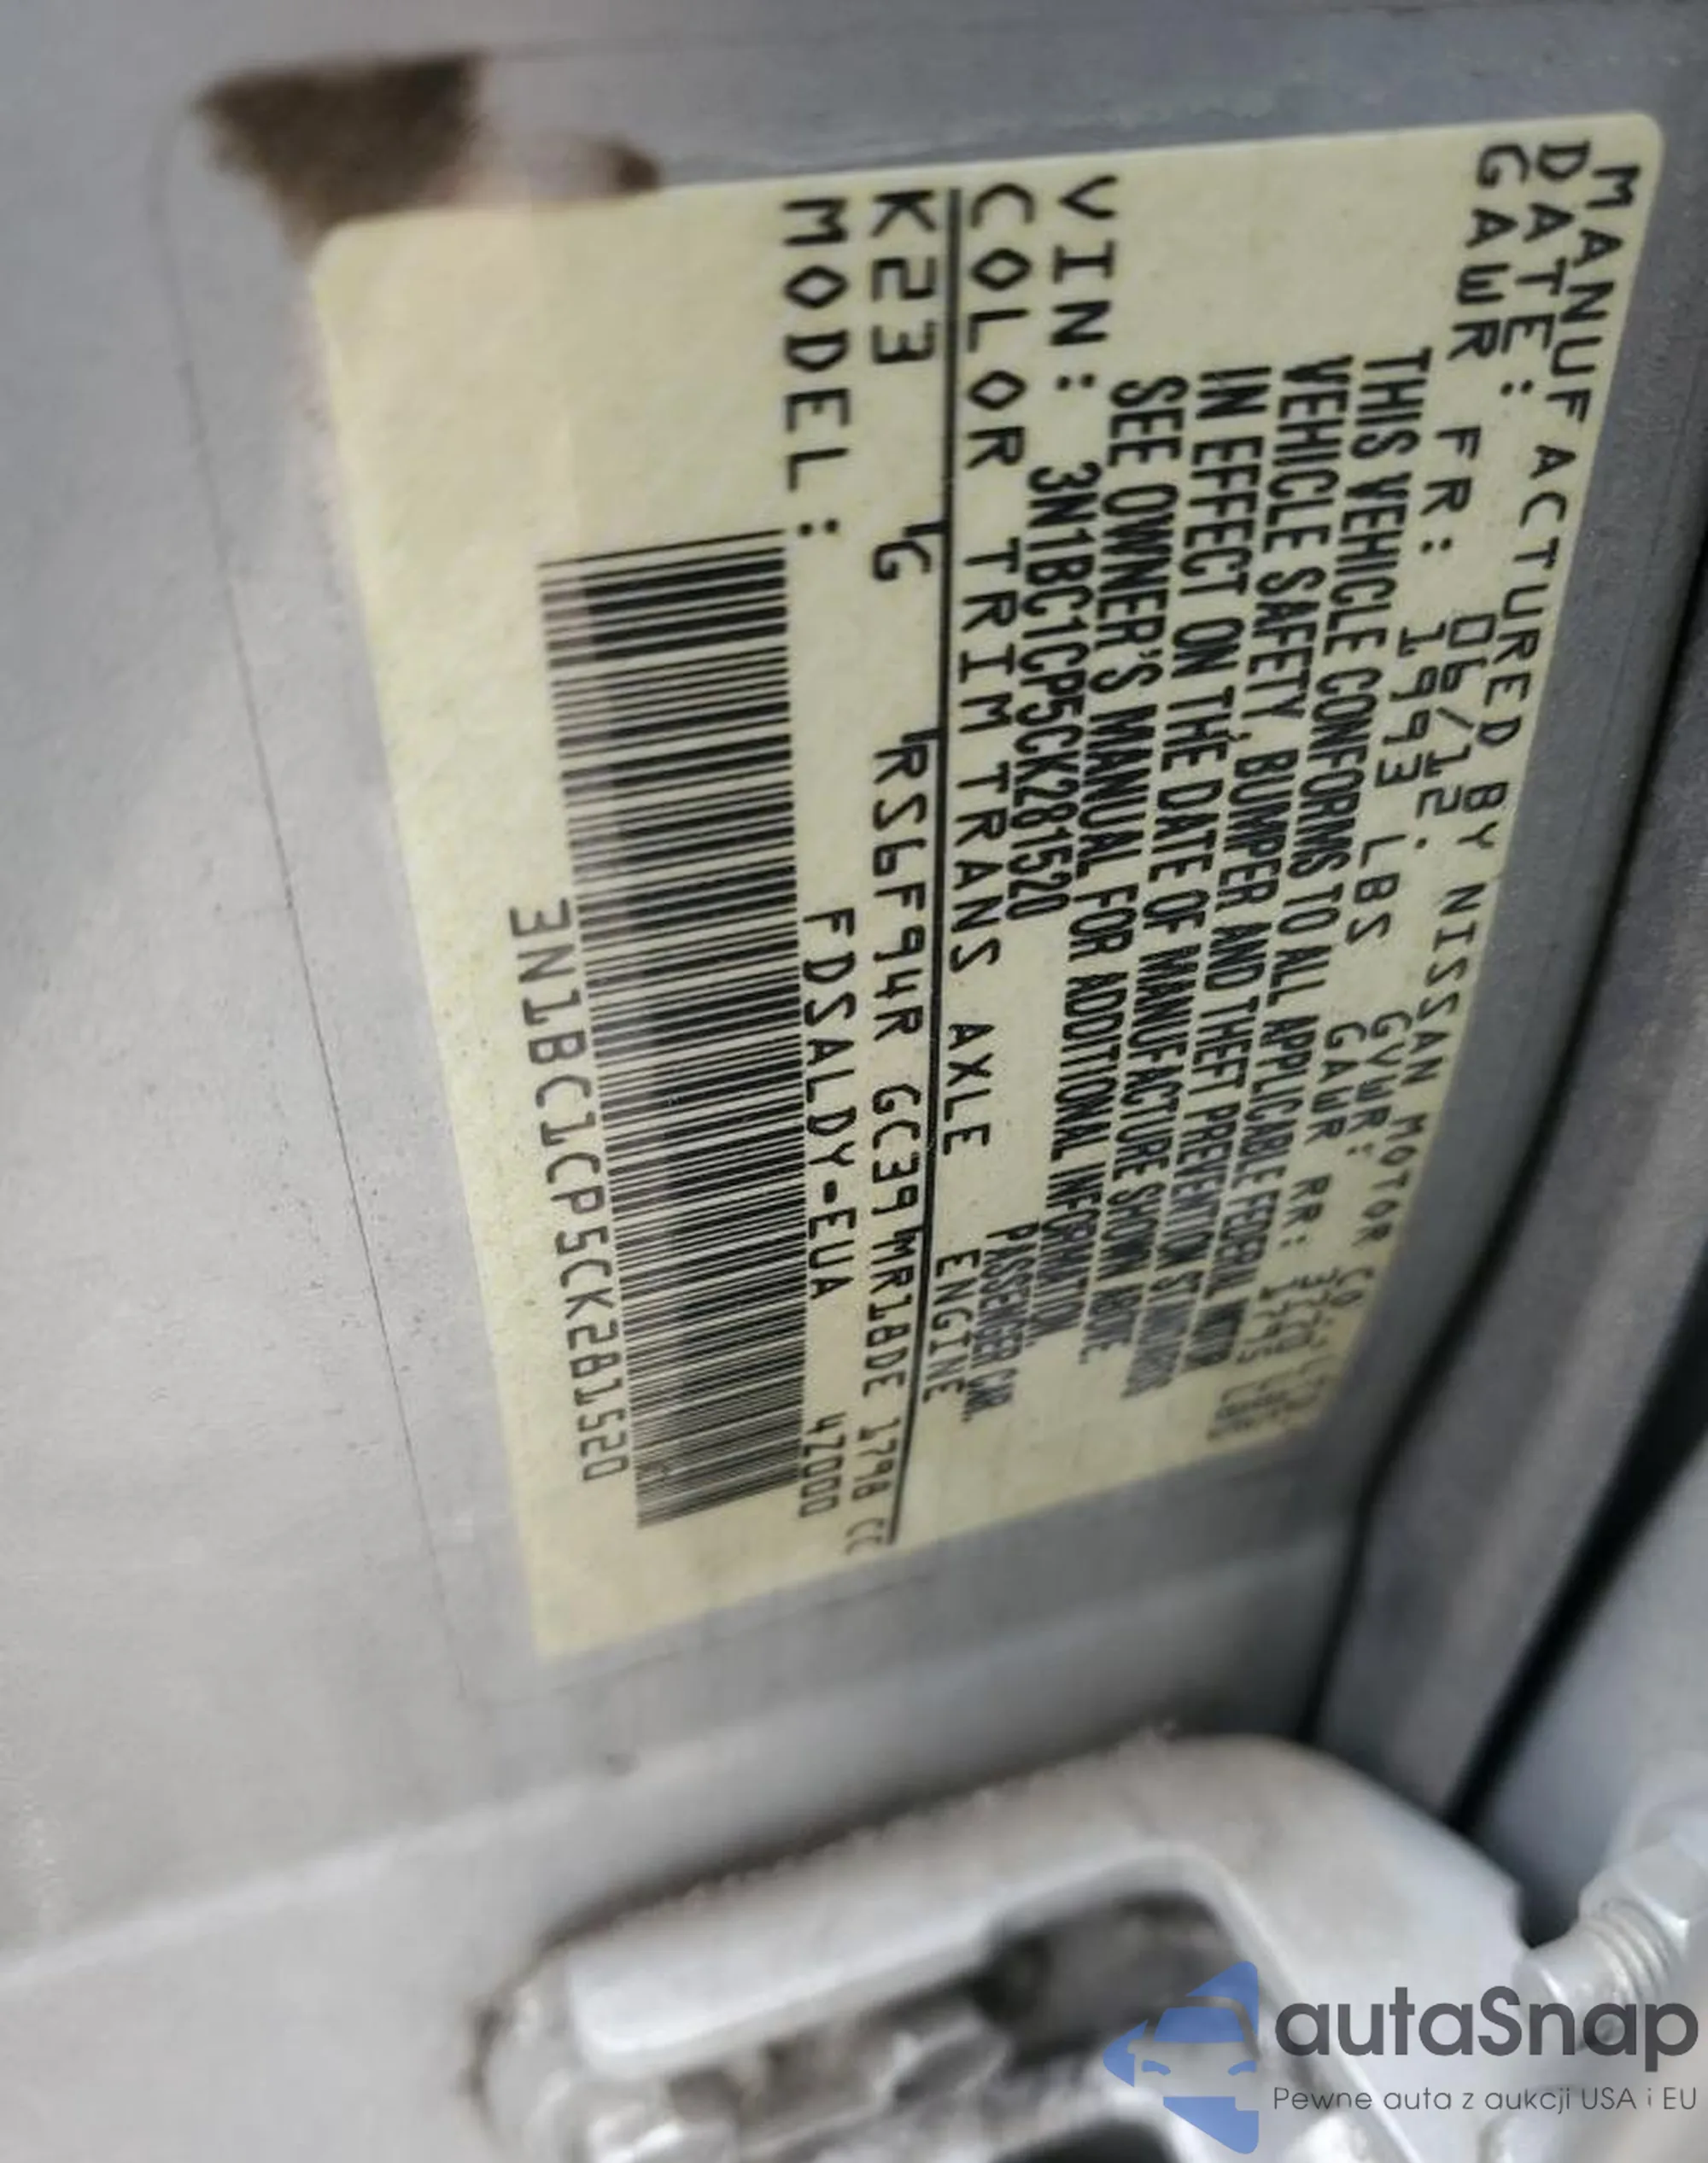 MANUFACTURED BY NISSAN MOTOR CO
DATE: 06/12. GVWR:
GAWR FR: 1993 LBS GAWR RR: 1795 LBS
THIS VEHICLE CONFORMS TO ALL APPLICABLE FEDERAL MOTOR
VEHICLE SAFETY, BUMPER AND THEFT PREVENTION STANDARDS
IN EFFECT ON THE DATE OF MANUFACTURE SHOWN ABOVE.
SEE OWNER'S MANUAL FOR ADDITIONAL INFORMATION.
VIN: 3N1BC1CP5CK281520 PASSENGER CAR.
COLOR TRIM TRANS AXLE ENGINE
K23 G RS6F94R GC39 MR18DE 1798 CC
MODEL: FDSALDY-EUA 4Z000
3N1BC1CP5CK281520
autaSnap
Pewne auta z aukcji USA i EU